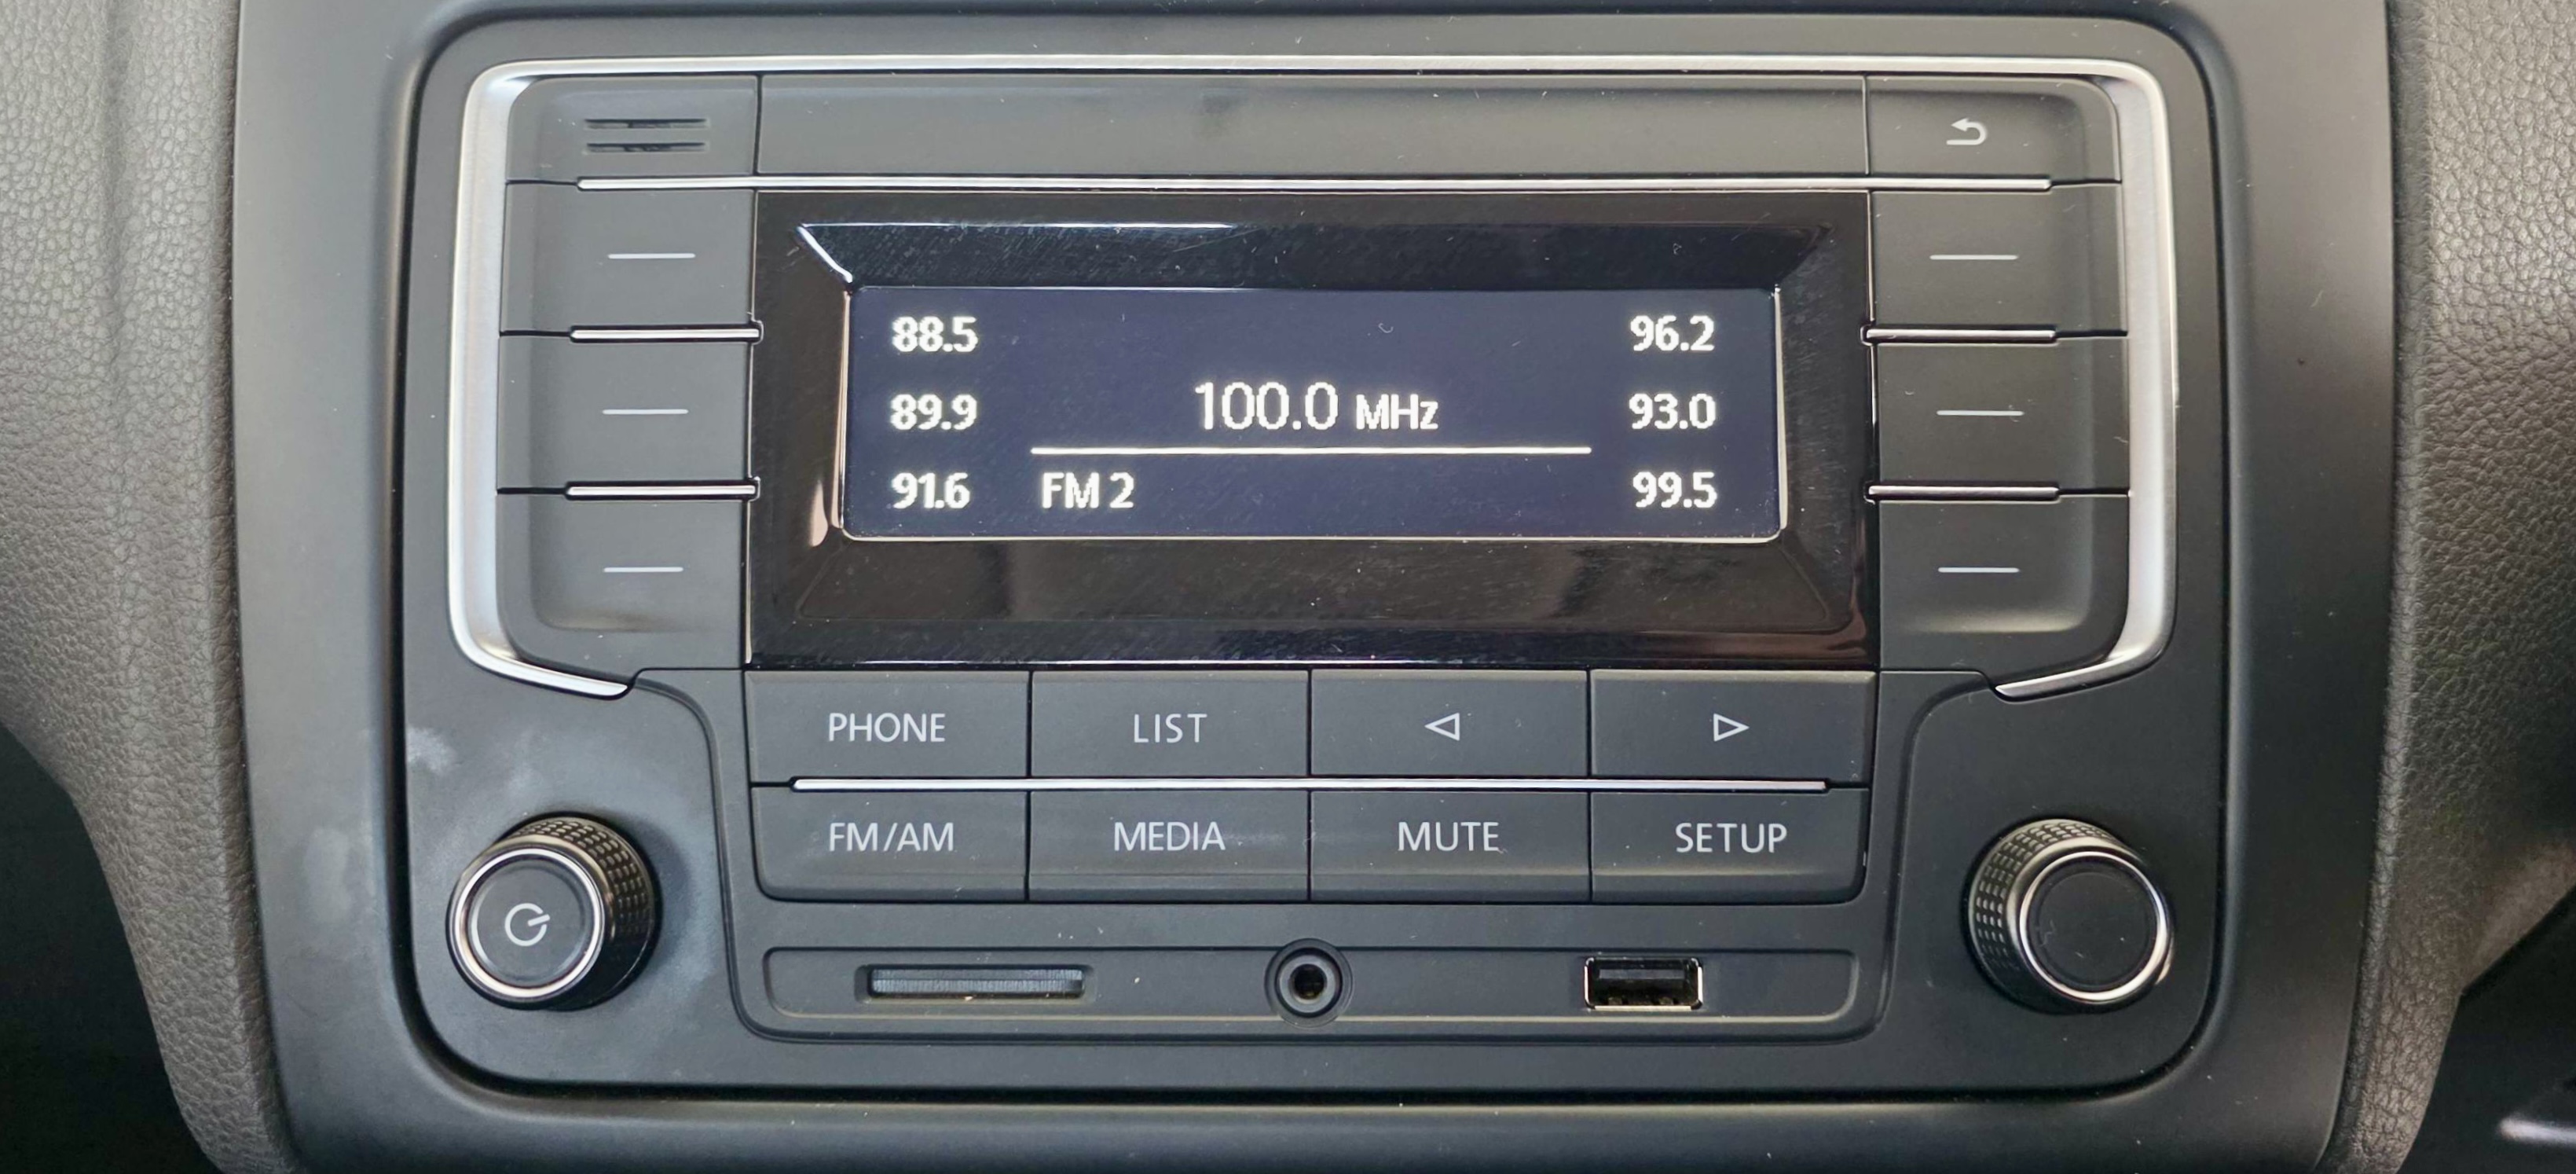 88.5 96.2
89.9 100.0 MHz 93.0
91.6 FM 2 99.5
PHONE LIST
FM/AM MEDIA MUTE SETUP